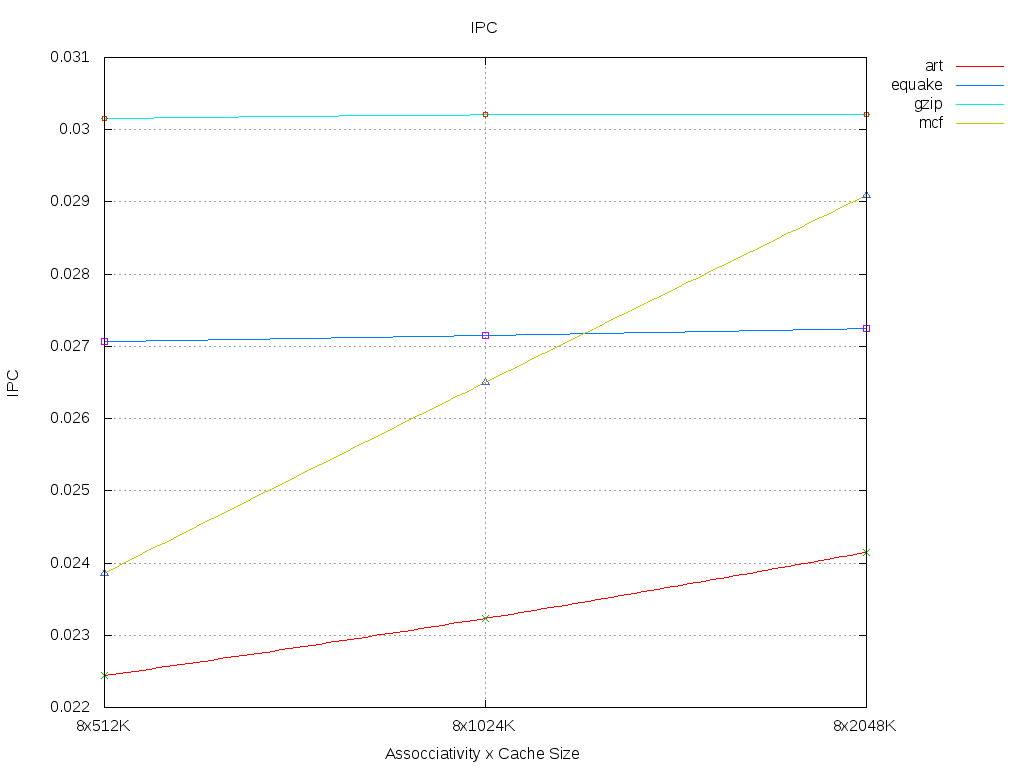 IPC
0.031
0.03
0.029
0.028
0.027
0.026
0.025
0.024
0.023
0.022
IPC
8x512K
8x1024K
8x2048K
Assocciativity x Cache Size
art
equake
gzip
mcf